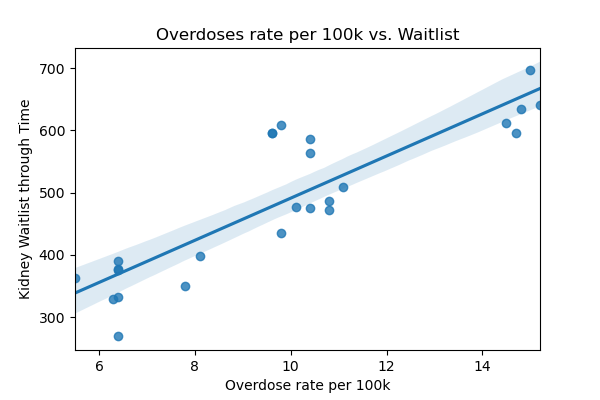 Overdoses rate per 100k vs. Waitlist
Kidney Waitlist through Time
700
600
500
400
300
6 8 10 12 14
Overdose rate per 100k